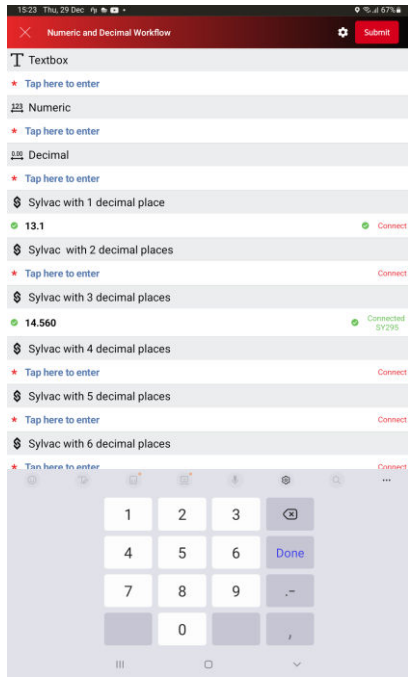 15:23 Thu, 29 Dec
67%
Numeric and Decimal Workflow
Submit
T Textbox
* Tap here to enter
123 Numeric
* Tap here to enter
0.00 Decimal
* Tap here to enter
Sylvac with 1 decimal place
13.1 Connect
Sylvac with 2 decimal places
* Tap here to enter Connect
Sylvac with 3 decimal places
14.560 Connected
SY295
Sylvac with 4 decimal places
* Tap here to enter Connect
Sylvac with 5 decimal places
* Tap here to enter Connect
Sylvac with 6 decimal places
* Tap here to enter Connect
1 2 3
4 5 6 Done
7 8 9 .-
0 ,